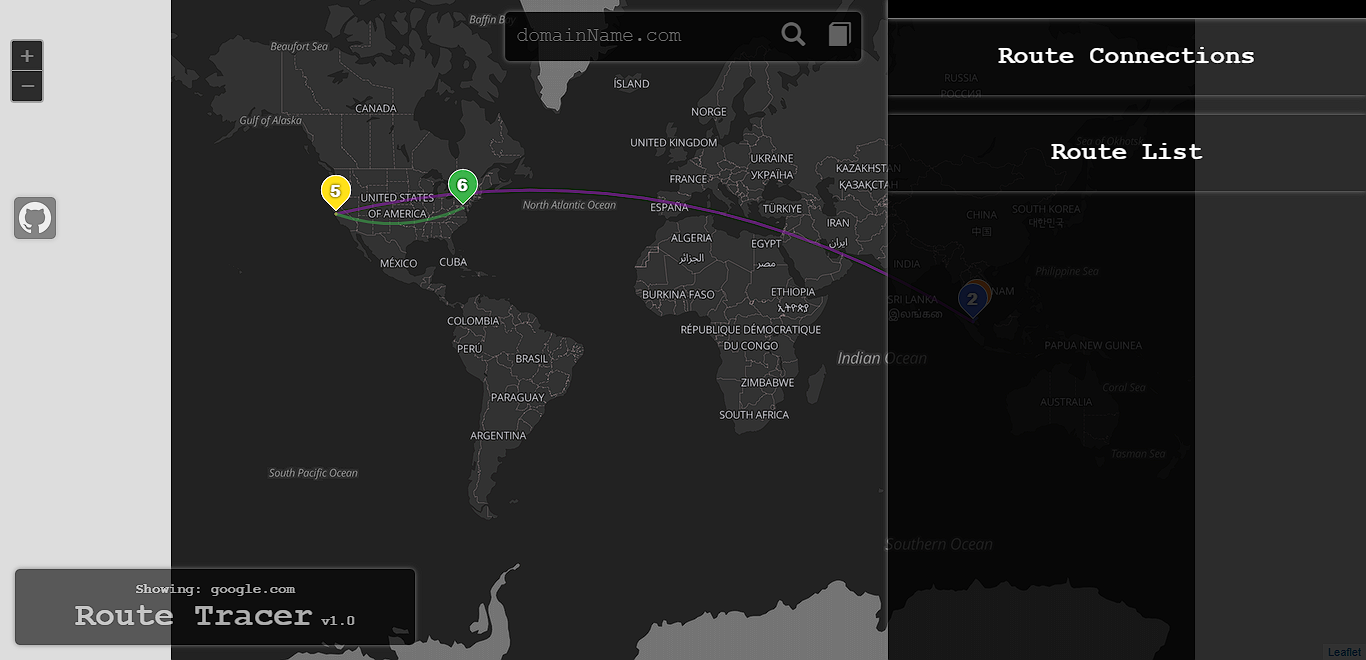 +
−
domainName.com
Route Connections
Route List
Baffin Bay
Beaufort Sea
CANADA
Gulf of Alaska
ÍSLAND
NORGE
RUSSIA
РОССИЯ
UNITED KINGDOM
UKRAINE
УКРАЇНА
FRANCE
KAZAKHSTAN
ҚАЗАҚСТАН
5
6
UNITED STATES
OF AMERICA
North Atlantic Ocean
ESPAÑA
TÜRKIYE
IRAN
ایران
CHINA
中国
SOUTH KOREA
대한민국
ALGERIA
الجزائر
EGYPT
مصر
MÉXICO
CUBA
INDIA
Philippine Sea
BURKINA FASO
ETHIOPIA
ኢትዮጵያ
SRI LANKA
இலங்கை
2
NAM
COLOMBIA
RÉPUBLIQUE DÉMOCRATIQUE
DU CONGO
PERÚ
BRASIL
PAPUA NEW GUINEA
Indian Ocean
ZIMBABWE
PARAGUAY
Coral Sea
AUSTRALIA
SOUTH AFRICA
ARGENTINA
Tasman Sea
South Pacific Ocean
Southern Ocean
Showing: google.com
Route Tracer v1.0
Leaflet